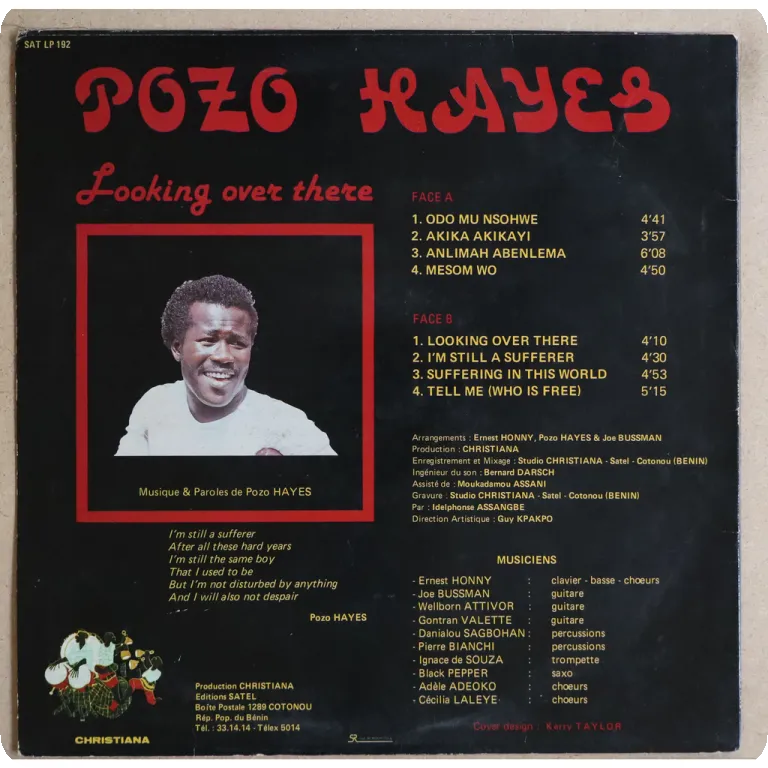 SAT LP 192
POZO HAYES
Looking over there
FACE A
1. ODO MU NSOHWE 4'41
2. AKIKA AKIKAYI 3'57
3. ANLIMAH ABENLEMA 6'08
4. MESOM WO 4'50
FACE B
1. LOOKING OVER THERE 4'10
2. I'M STILL A SUFFERER 4'30
3. SUFFERING IN THIS WORLD 4'53
4. TELL ME (WHO IS FREE) 5'15
Arrangements : Ernest HONNY, Pozo HAYES & Joe BUSSMAN
Production : CHRISTIANA
Enregistrement et Mixage : Studio CHRISTIANA - Satel - Cotonou (BENIN)
Ingénieur du son : Bernard DARSCH
Assisté de : Moukadamou ASSANI
Gravure : Studio CHRISTIANA - Satel - Cotonou (BENIN)
Par : Idelphonse ASSANGBE
Direction Artistique : Guy KPAKPO
Musique & Paroles de Pozo HAYES
I'm still a sufferer
After all these hard years
I'm still the same boy
That I used to be
But I'm not disturbed by anything
And I will also not despair
Pozo HAYES
MUSICIENS
- Ernest HONNY : clavier - basse - choeurs
- Joe BUSSMAN : guitare
- Wellborn ATTIVOR : guitare
- Gontran VALETTE : guitare
- Danialou SAGBOHAN : percussions
- Pierre BIANCHI : percussions
- Ignace de SOUZA : trompette
- Black PEPPER : saxo
- Adèle ADEOKO : choeurs
- Cécilia LALEYE : choeurs
Cover design : Kerry TAYLOR
Production CHRISTIANA
Editions SATEL
Boîte Postale 1289 COTONOU
Rép. Pop. du Bénin
Tél. : 33.14.14 - Télex 5014
CHRISTIANA